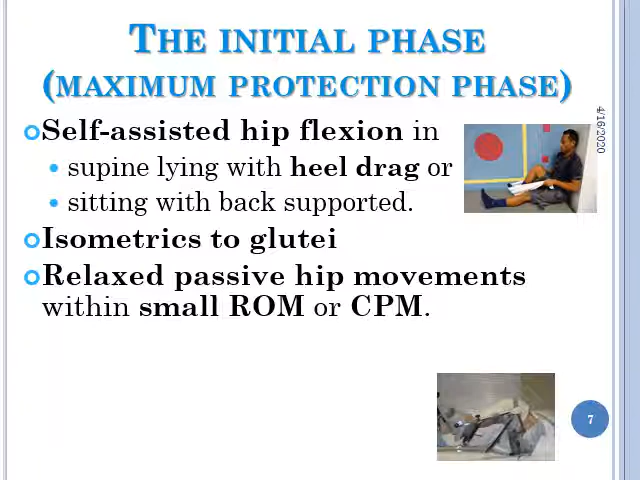 THE INITIAL PHASE
(MAXIMUM PROTECTION PHASE)
4/16/2020
Self-assisted hip flexion in
supine lying with heel drag or
sitting with back supported.
Isometrics to glutei
Relaxed passive hip movements
within small ROM or CPM.
7